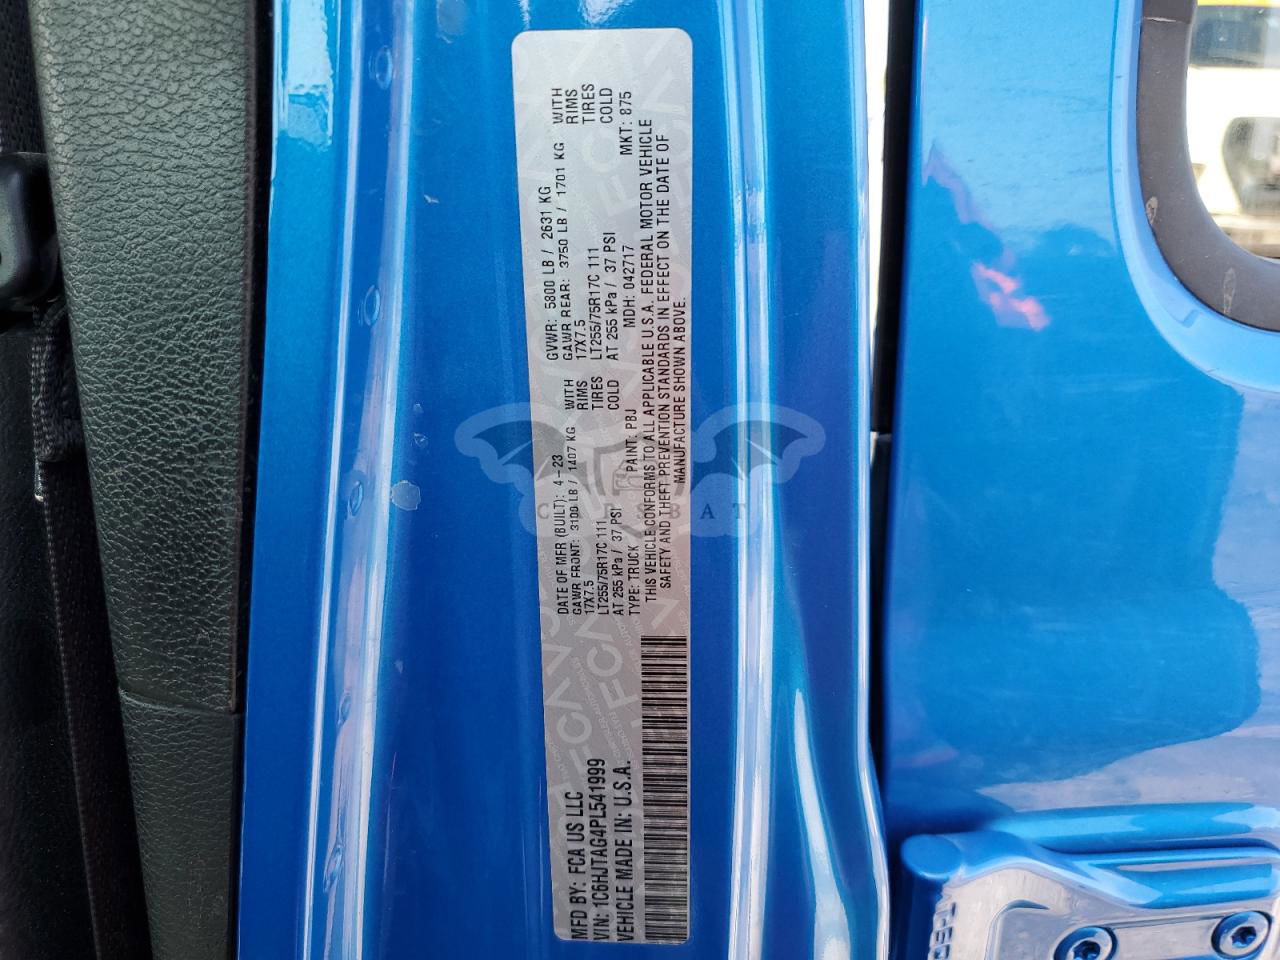 MFD BY: FCA US LLC
DATE OF MFR (BUILT): 4-23
GVWR: 5800 LB / 2631 KG
GAWR FRONT: 3100 LB / 1407 KG WITH
GAWR REAR: 3750 LB / 1701 KG WITH
17X7.5 RIMS
17X7.5 RIMS
LT255/75R17C 111 TIRES
LT255/75R17C 111 TIRES
AT 255 kPa / 37 PSI COLD
AT 255 kPa / 37 PSI COLD
VIN: 1C6HJTAG4PL541999
TYPE: TRUCK PAINT: PBJ MDH: 042717 MKT: 875
VEHICLE MADE IN: U.S.A.
THIS VEHICLE CONFORMS TO ALL APPLICABLE U.S.A. FEDERAL MOTOR VEHICLE
SAFETY AND THEFT PREVENTION STANDARDS IN EFFECT ON THE DATE OF
MANUFACTURE SHOWN ABOVE.
CARSBAT